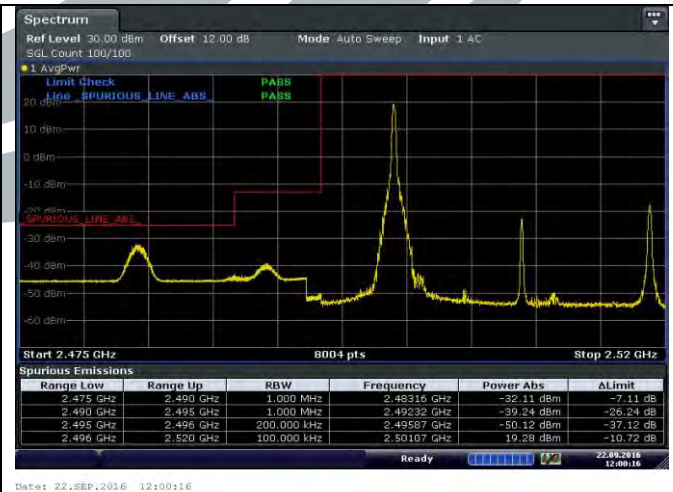 Spectrum
Ref Level 30.00 dBm Offset 12.00 dB Mode Auto Sweep Input 1 AC
SGL Count 100/100
1 AvgPwr
Limit Check PASS
Line _SPURIOUS_LINE_ABS_ PASS
20 dBm
10 dBm
0 dBm
-10 dBm
-20 dBm
_SPURIOUS_LINE_ABS_
-30 dBm
-40 dBm
-50 dBm
-60 dBm
Start 2.475 GHz 8004 pts Stop 2.52 GHz
Spurious Emissions
Range Low Range Up RBW Frequency Power Abs ΔLimit
2.475 GHz 2.490 GHz 1.000 MHz 2.48316 GHz -32.11 dBm -7.11 dB
2.490 GHz 2.495 GHz 1.000 MHz 2.49232 GHz -39.24 dBm -26.24 dB
2.495 GHz 2.496 GHz 200.000 kHz 2.49587 GHz -50.12 dBm -37.12 dB
2.496 GHz 2.520 GHz 100.000 kHz 2.50107 GHz 19.28 dBm -10.72 dB
Ready 22.09.2016
12:00:16
Date: 22.SEP.2016 12:00:16